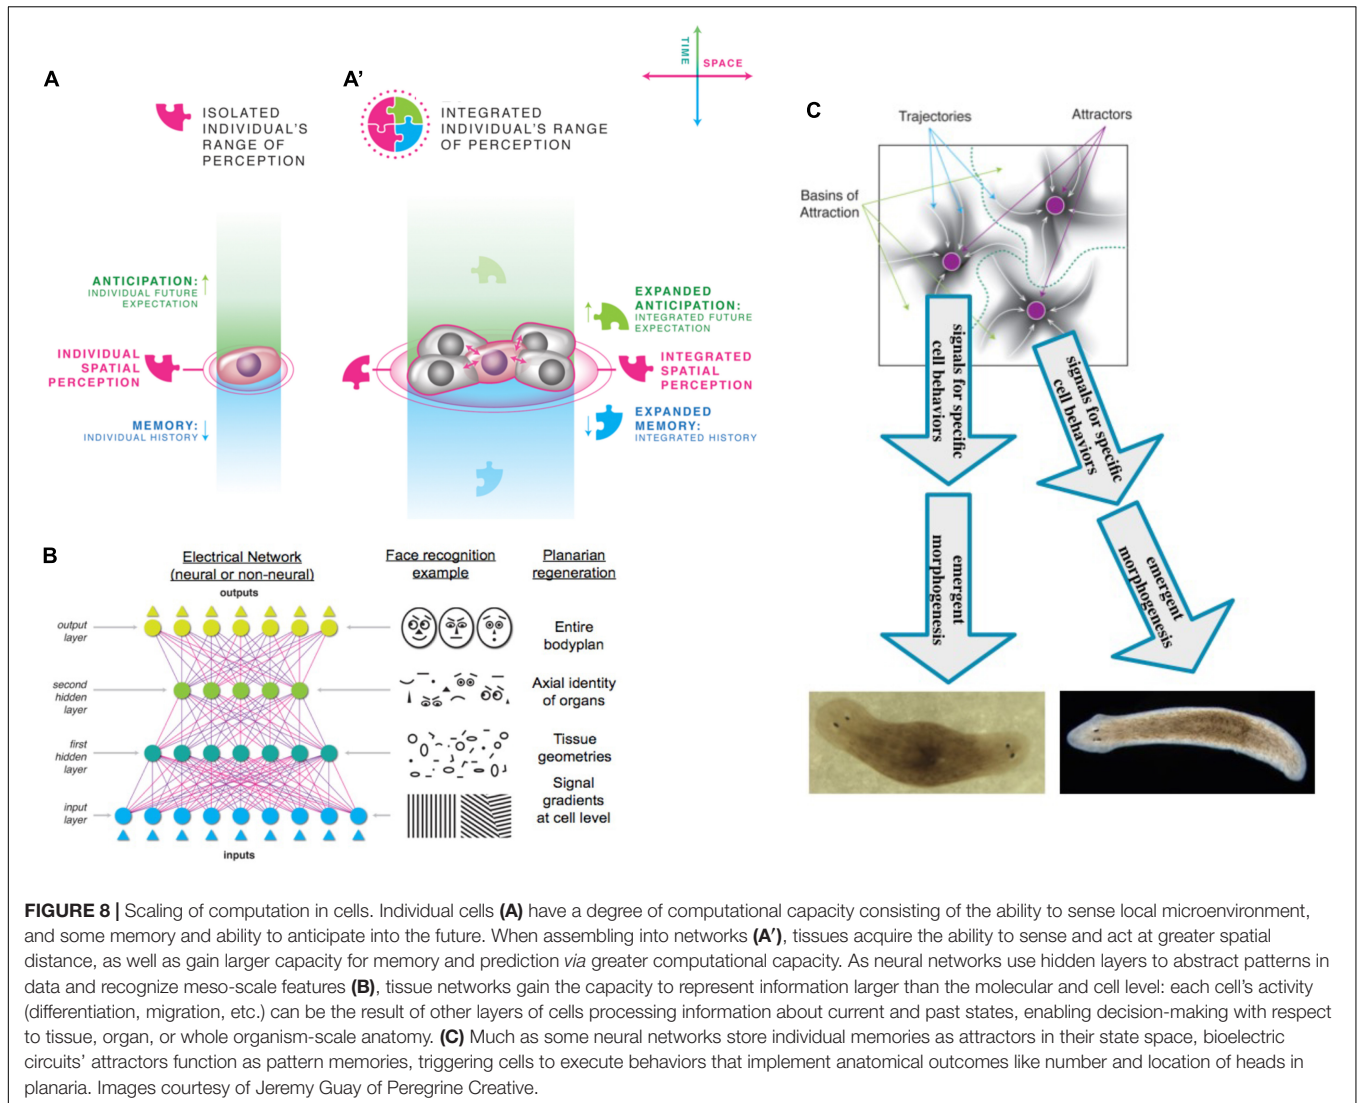 A
ISOLATED
INDIVIDUAL'S
RANGE OF
PERCEPTION
ANTICIPATION:
INDIVIDUAL FUTURE
EXPECTATION
INDIVIDUAL
SPATIAL
PERCEPTION
MEMORY:
INDIVIDUAL HISTORY
A'
INTEGRATED
INDIVIDUAL'S RANGE
OF PERCEPTION
TIME
SPACE
EXPANDED
ANTICIPATION:
INTEGRATED FUTURE
EXPECTATION
INTEGRATED
SPATIAL
PERCEPTION
EXPANDED
MEMORY:
INTEGRATED HISTORY
B
Electrical Network
(neural or non-neural)
outputs
output
layer
second
hidden
layer
first
hidden
layer
input
layer
inputs
Face recognition
example
Planarian
regeneration
Entire
bodyplan
Axial identity
of organs
Tissue
geometries
Signal
gradients
at cell level
C
Trajectories
Attractors
Basins of
Attraction
signals for specific
cell behaviors
signals for specific
cell behaviors
emergent
morphogenesis
emergent
morphogenesis
FIGURE 8 | Scaling of computation in cells. Individual cells (A) have a degree of computational capacity consisting of the ability to sense local microenvironment,
and some memory and ability to anticipate into the future. When assembling into networks (A′), tissues acquire the ability to sense and act at greater spatial
distance, as well as gain larger capacity for memory and prediction via greater computational capacity. As neural networks use hidden layers to abstract patterns in
data and recognize meso-scale features (B), tissue networks gain the capacity to represent information larger than the molecular and cell level: each cell's activity
(differentiation, migration, etc.) can be the result of other layers of cells processing information about current and past states, enabling decision-making with respect
to tissue, organ, or whole organism-scale anatomy. (C) Much as some neural networks store individual memories as attractors in their state space, bioelectric
circuits' attractors function as pattern memories, triggering cells to execute behaviors that implement anatomical outcomes like number and location of heads in
planaria. Images courtesy of Jeremy Guay of Peregrine Creative.